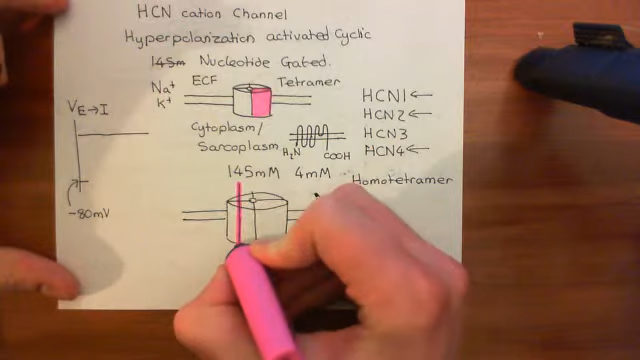 HCN cation Channel
Hyperpolarization activated Cyclic
145m Nucleotide Gated.
Na+ ECF Tetramer
K+
VE→I
HCN1 ←
HCN2 ←
HCN3
HCN4 ←
Cytoplasm/
Sarcoplasm
H2N COOH
145mM 4mM
Homotetramer
-80mV